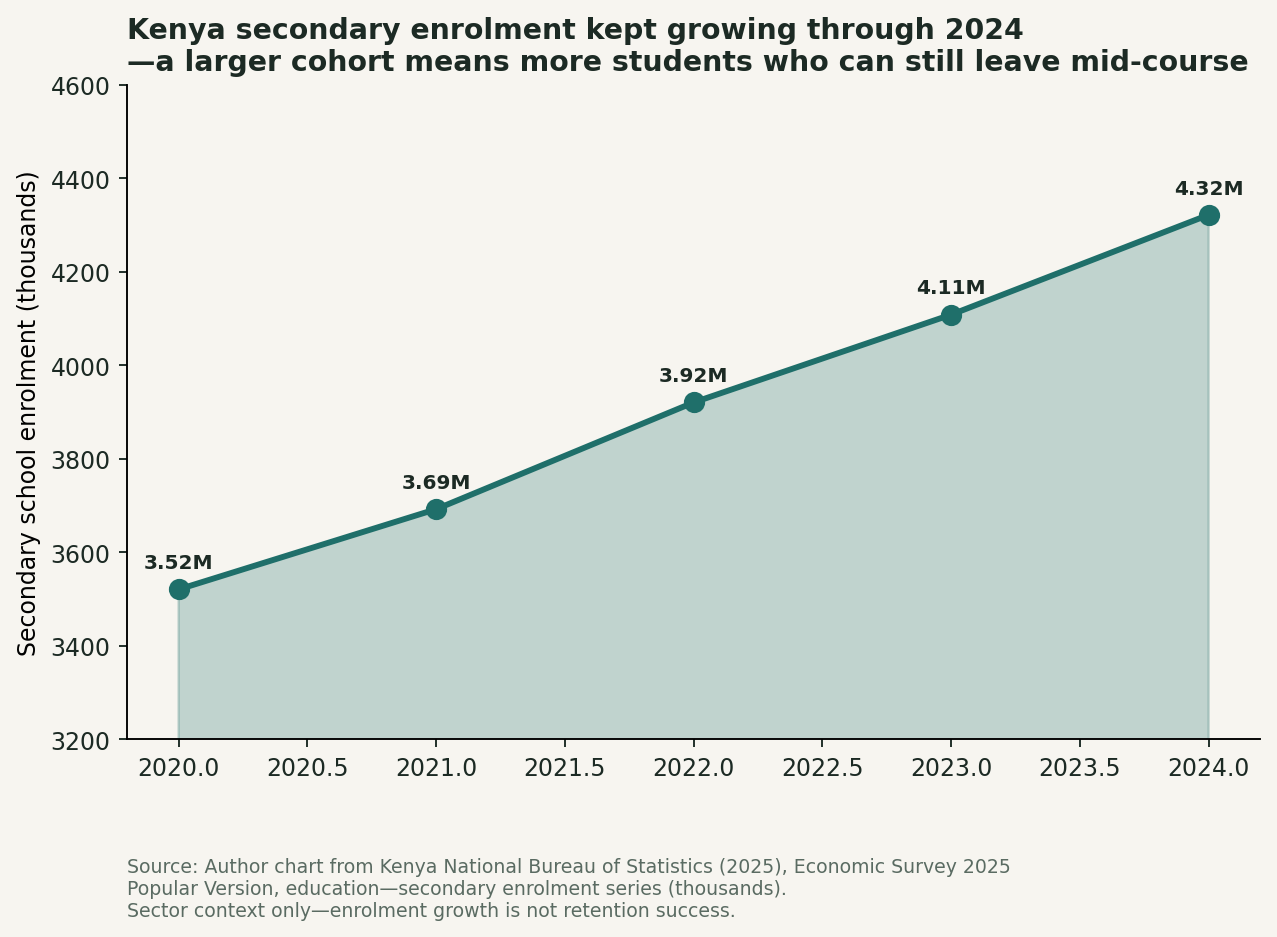 Kenya secondary enrolment kept growing through 2024
—a larger cohort means more students who can still leave mid-course
Secondary school enrolment (thousands)
4600
4400
4200
4000
3800
3600
3400
3200
3.52M
3.69M
3.92M
4.11M
4.32M
2020.0 2020.5 2021.0 2021.5 2022.0 2022.5 2023.0 2023.5 2024.0
Source: Author chart from Kenya National Bureau of Statistics (2025), Economic Survey 2025
Popular Version, education—secondary enrolment series (thousands).
Sector context only—enrolment growth is not retention success.